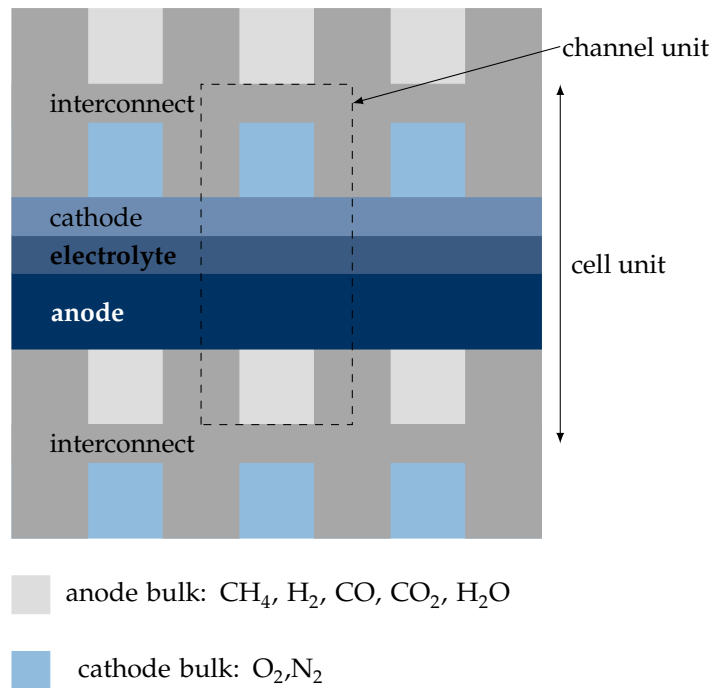 channel unit
interconnect
cathode
electrolyte
cell unit
anode
interconnect
anode bulk: CH₄, H₂, CO, CO₂, H₂O
cathode bulk: O₂,N₂